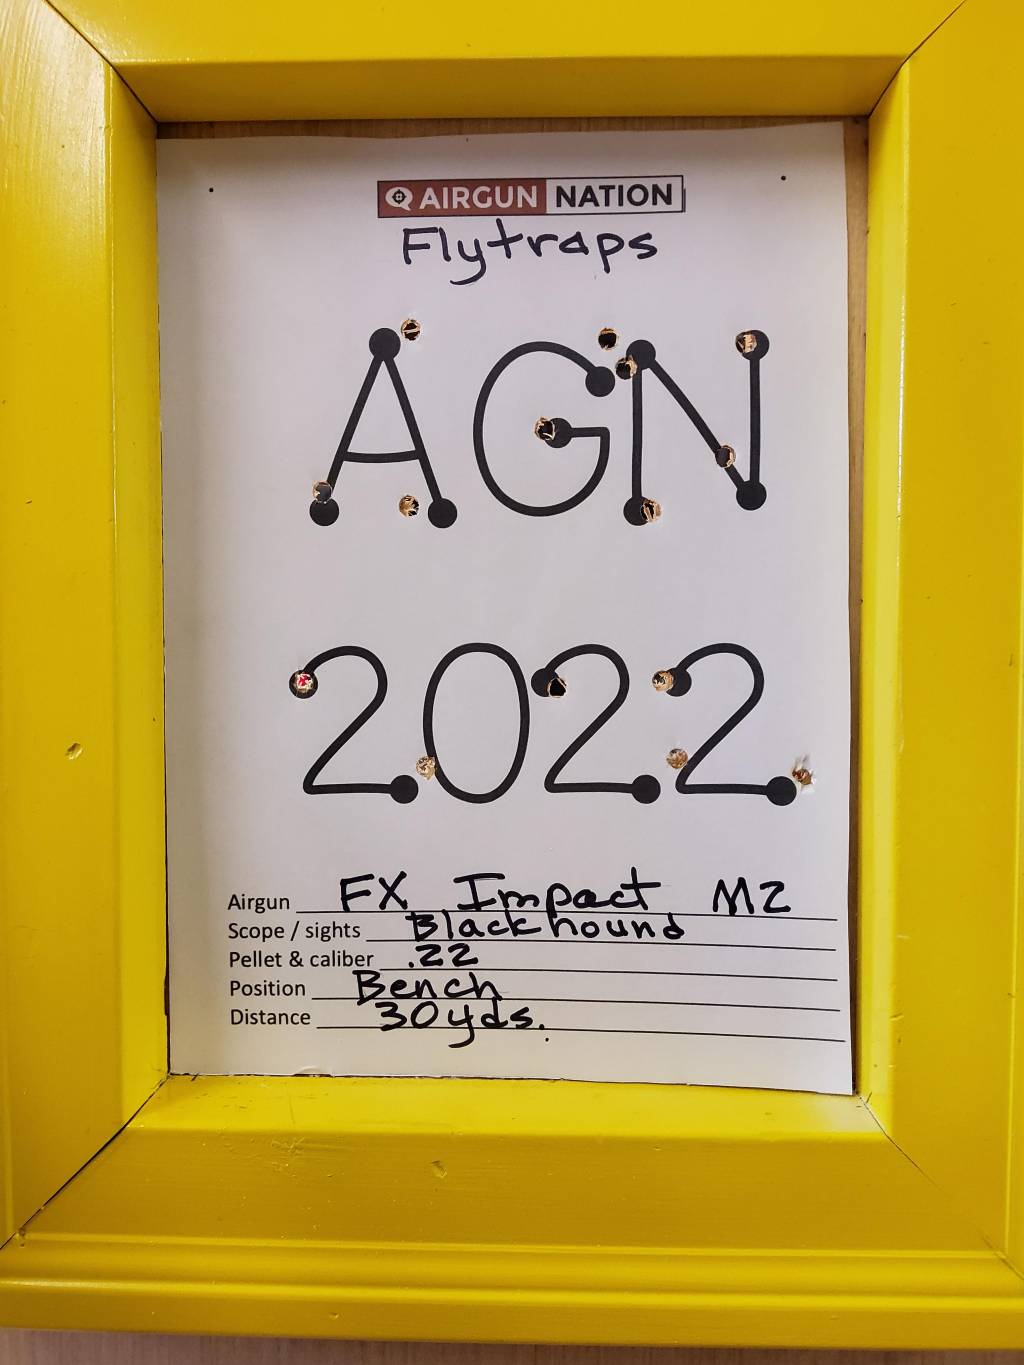 AIRGUN NATION
Flytraps
AGN
2022
Airgun FX Impact M2
Scope / sights Blackhound
Pellet & caliber .22
Position Bench
Distance 30yds.